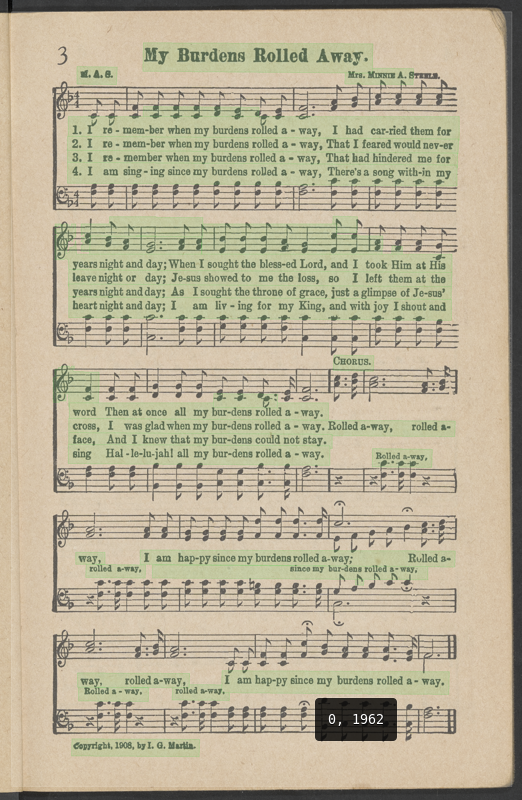 3
My Burdens Rolled Away.
M. A. S.
Mrs. MINNIE A. STEELE.
1. I re - mem-ber when my burdens rolled a - way, I had car-ried them for
2. I re - mem-ber when my burdens rolled a - way, That I feared would nev-er
3. I re - member when my burdens rolled a - way, That had hindered me for
4. I am sing - ing since my burdens rolled a - way, There's a song with-in my
years night and day; When I sought the bless-ed Lord, and I took Him at His
leave night or day; Je-sus showed to me the loss, so I left them at the
years night and day; As I sought the throne of grace, just a glimpse of Je-sus'
heart night and day; I am liv - ing for my King, and with joy I shout and
CHORUS.
word Then at once all my bur-dens rolled a - way.
cross, I was glad when my bur-dens rolled a - way. Rolled a-way, rolled a-
face, And I knew that my bur-dens could not stay.
sing Hal - le-lu-jah! all my bur-dens rolled a - way.
Rolled a-way,
way, I am hap-py since my burdens rolled a-way; Rolled a-
rolled a-way, since my bur-dens rolled a - way,
way, rolled a-way, I am hap-py since my burdens rolled a - way.
Rolled a - way, rolled a-way,
0, 1962
Copyright, 1908, by I. G. Martin.